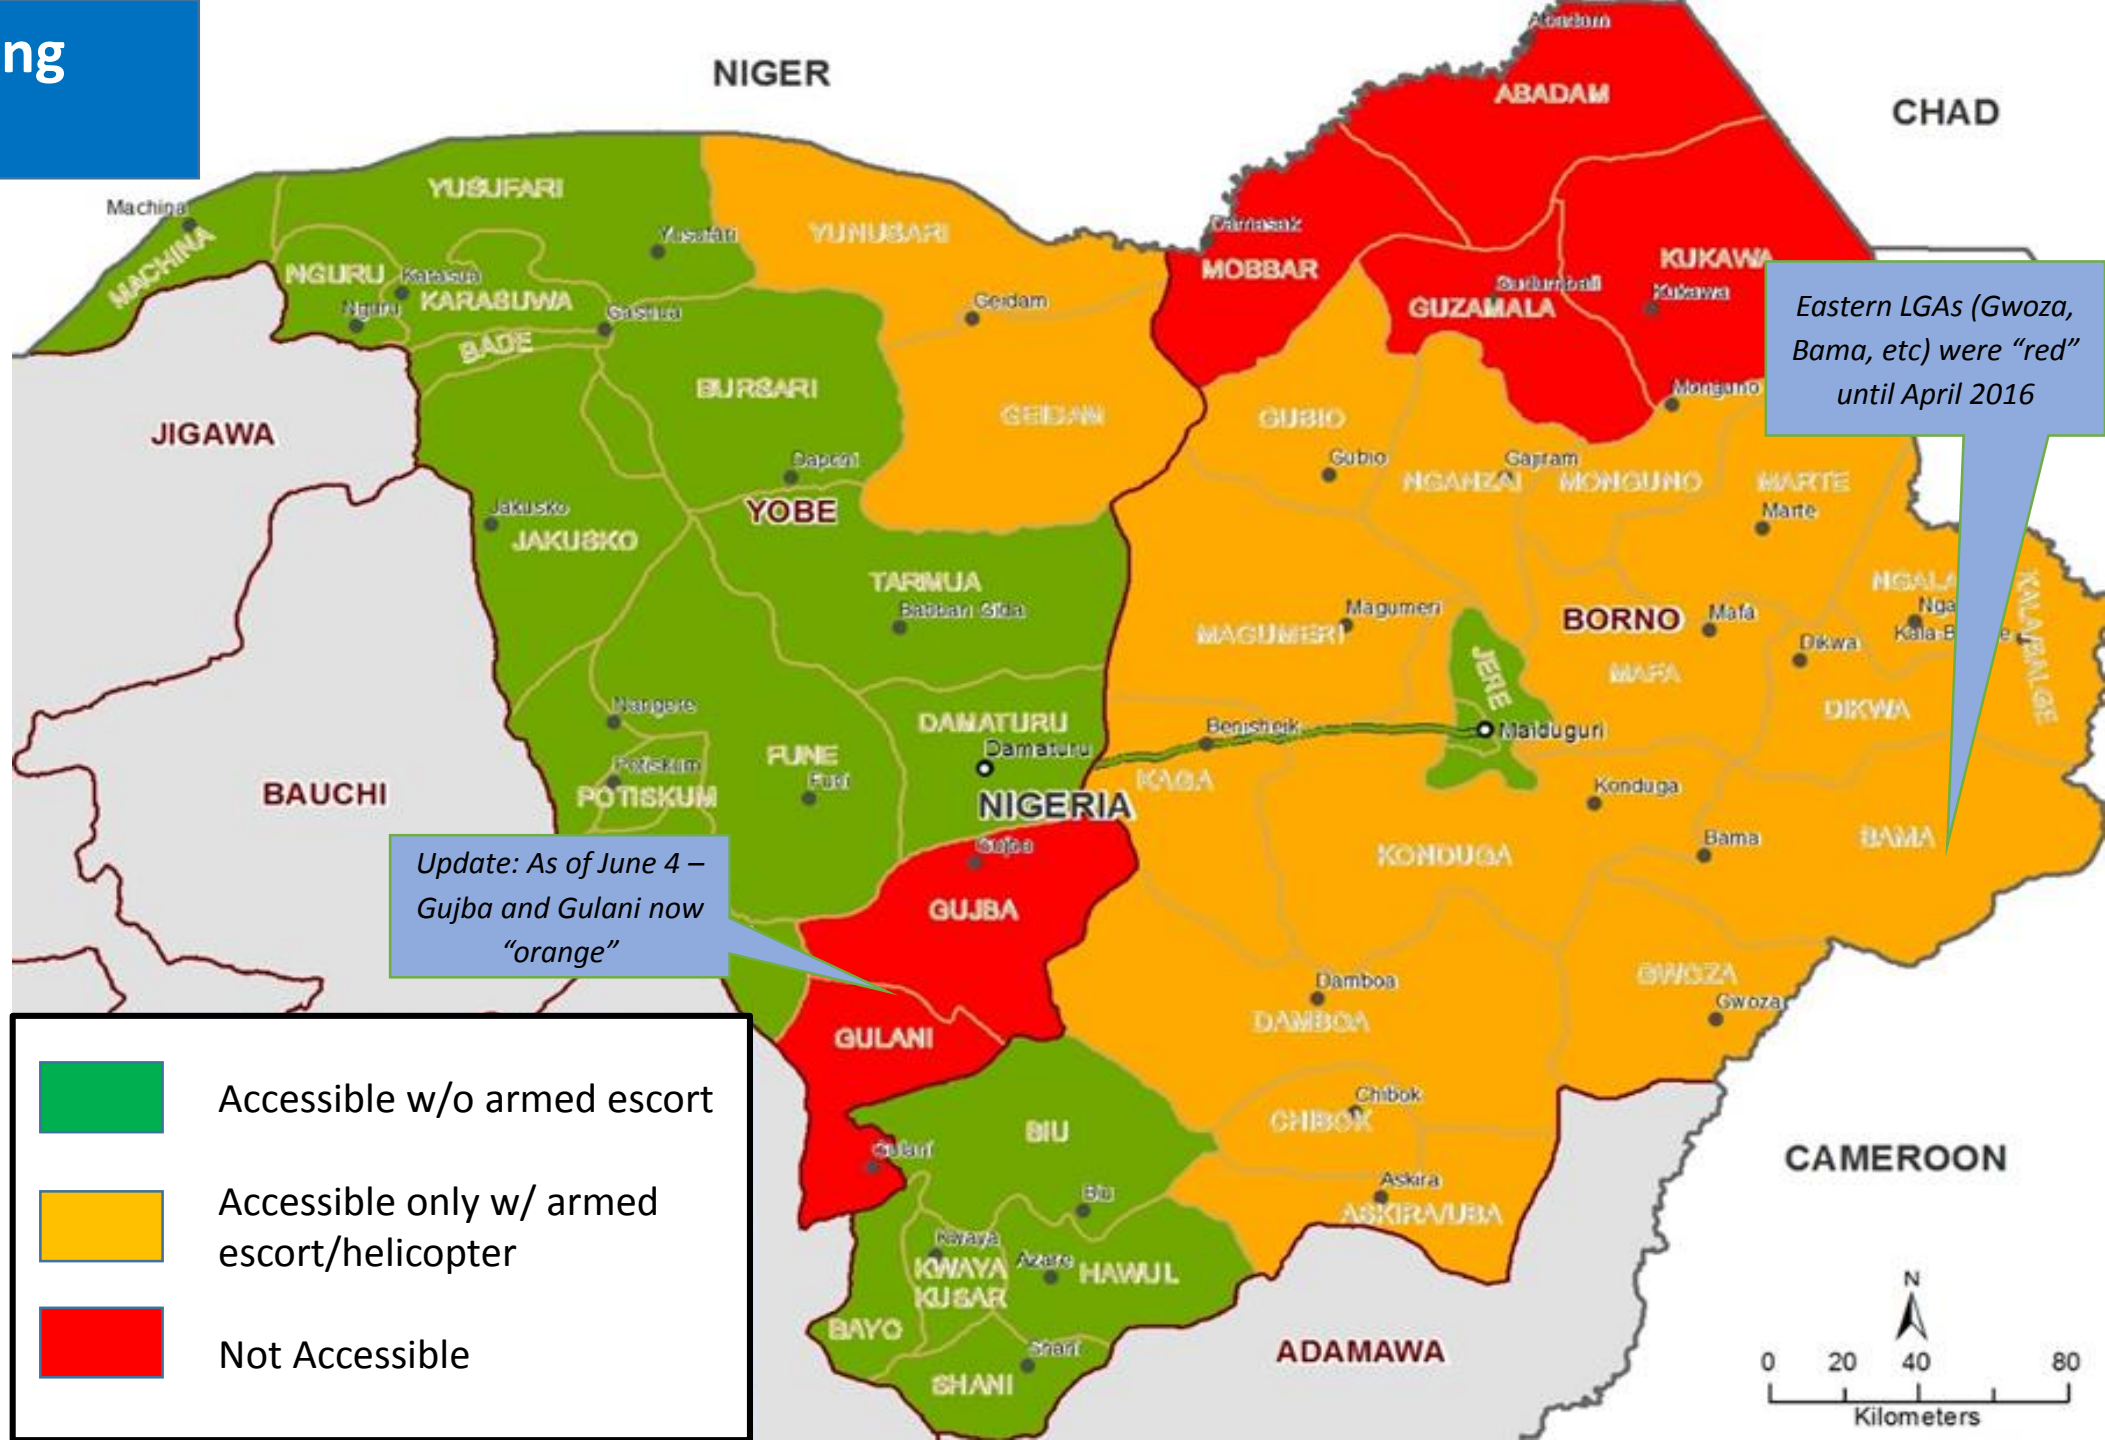 ng
NIGER
CHAD
Abadam
ABADAM
YUSUFARI
Machina
MACHINA
Yusufari
YUNUSARI
Damasak
MOBBAR
KUKAWA
Kukawa
NGURU
Karasua
KARASUWA
Nguru
Gashua
Geidam
Gudumbali
GUZAMALA
Eastern LGAs (Gwoza,
Bama, etc) were “red”
until April 2016
BADE
BURSARI
GEIDAM
Monguno
GUBIO
JIGAWA
Dapchi
Gubio
Gajiram
NGANZAI
MONGUNO
MARTE
Marte
YOBE
Jakusko
JAKUSKO
TARMUA
Babban Gida
Magumeri
MAGUMERI
BORNO
Mafa
MAFA
NGALA
Nga
Kala-B
e
KALA/BALGE
Dikwa
DIKWA
JERE
Nangere
DAMATURU
Damaturu
Benisheik
Maiduguri
FUNE
Potiskum
POTISKUM
KAGA
Konduga
BAUCHI
NIGERIA
Gujba
KONDUGA
Bama
BAMA
Update: As of June 4 –
Gujba and Gulani now
“orange”
GUJBA
Damboa
DAMBOA
GWOZA
Gwoza
GULANI
Chibok
CHIBOK
BIU
Gulani
Biu
Askira
ASKIRA/UBA
CAMEROON
Kwaya
KWAYA
KUSAR
Azare
HAWUL
BAYO
Shani
SHANI
ADAMAWA
Accessible w/o armed escort
Accessible only w/ armed
escort/helicopter
Not Accessible
N
0 20 40 80
Kilometers